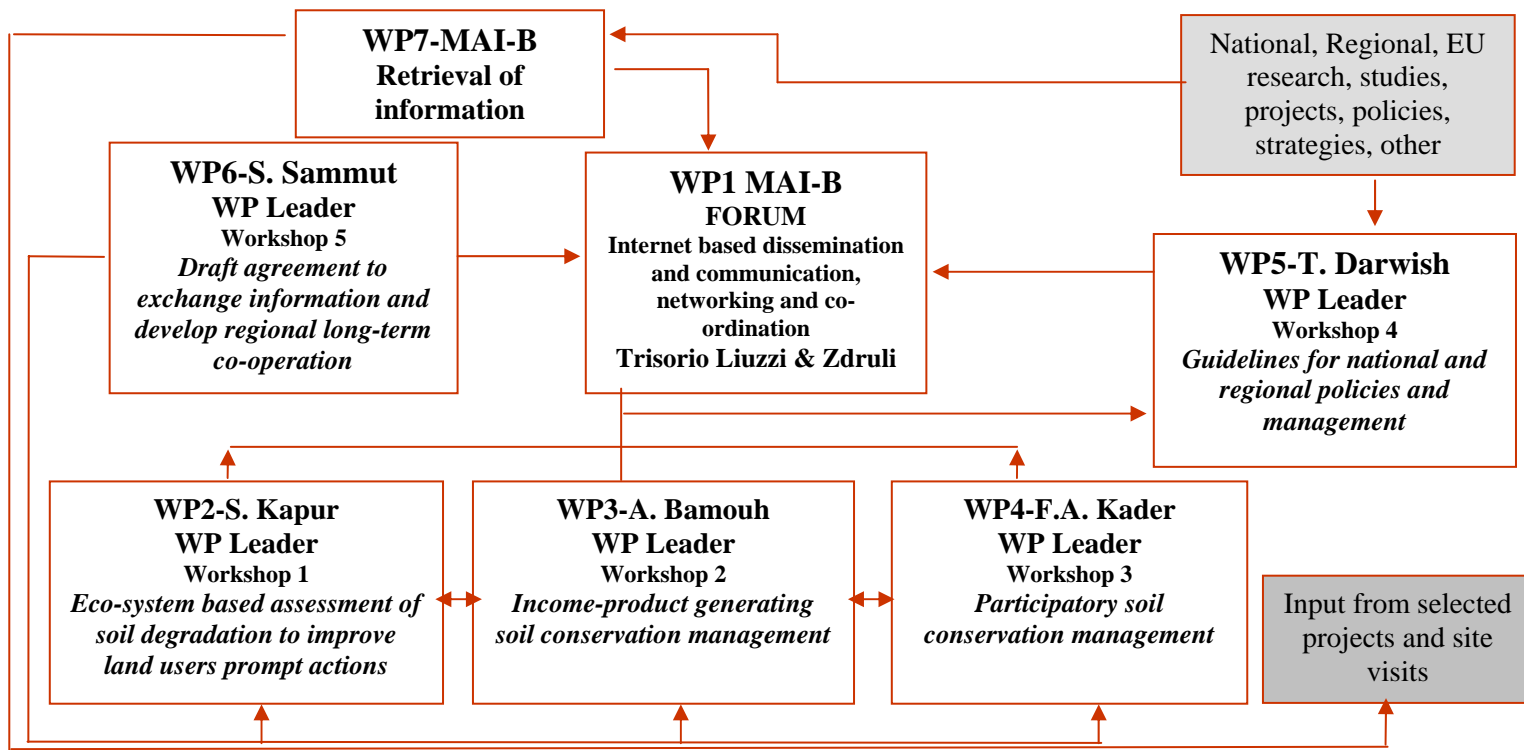 WP7-MAI-B
Retrieval of
information
National, Regional, EU
research, studies,
projects, policies,
strategies, other
WP6-S. Sammut
WP Leader
Workshop 5
Draft agreement to
exchange information and
develop regional long-term
co-operation
WP1 MAI-B
FORUM
Internet based dissemination
and communication,
networking and co-
ordination
Trisorio Liuzzi & Zdruli
WP5-T. Darwish
WP Leader
Workshop 4
Guidelines for national and
regional policies and
management
WP2-S. Kapur
WP Leader
Workshop 1
Eco-system based assessment of
soil degradation to improve
land users prompt actions
WP3-A. Bamouh
WP Leader
Workshop 2
Income-product generating
soil conservation management
WP4-F.A. Kader
WP Leader
Workshop 3
Participatory soil
conservation management
Input from selected
projects and site
visits